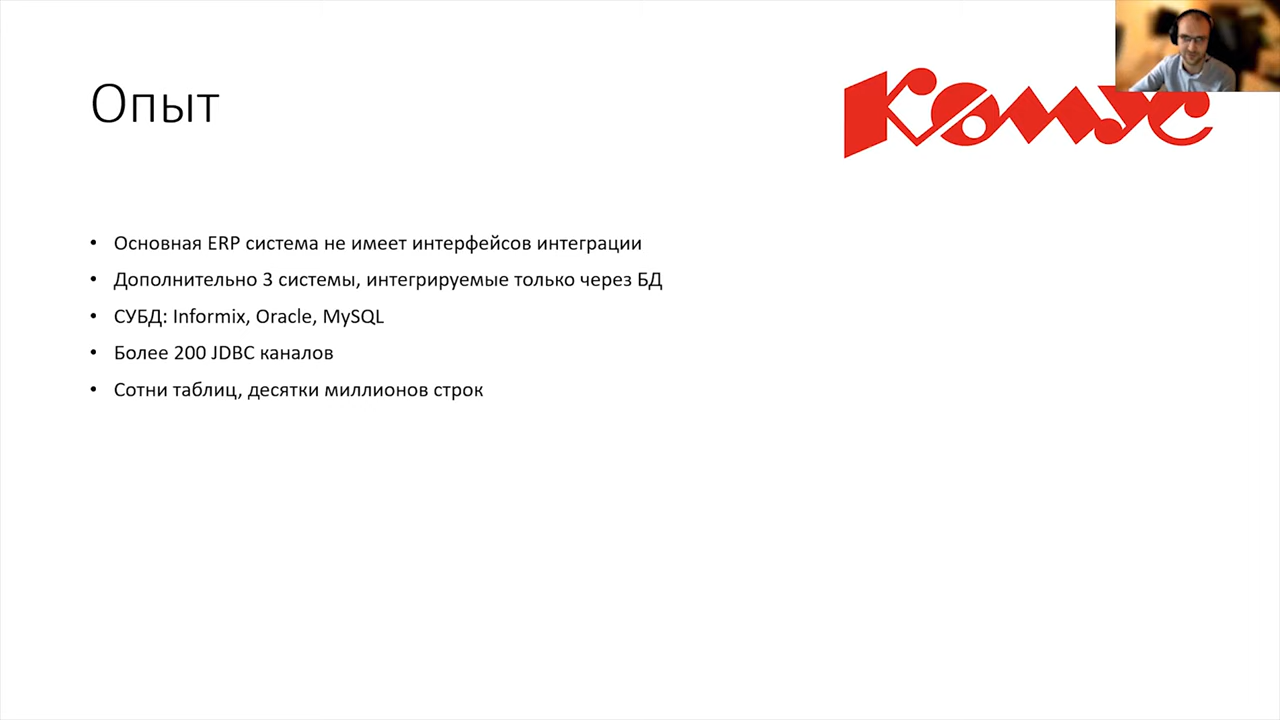 Опыт
Комус
Основная ERP система не имеет интерфейсов интеграции
Дополнительно 3 системы, интегрируемые только через БД
СУБД: Informix, Oracle, MySQL
Более 200 JDBC каналов
Сотни таблиц, десятки миллионов строк